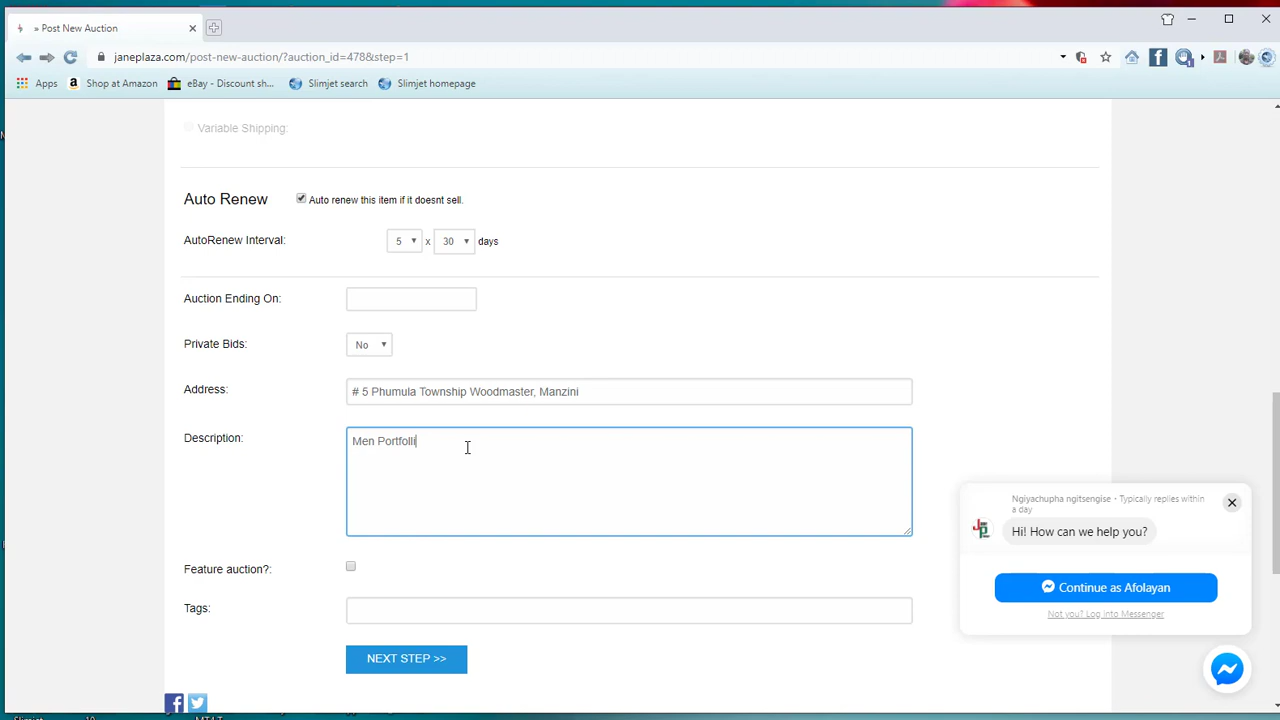 » Post New Auction
janeplaza.com/post-new-auction/?auction_id=478&step=1
Apps Shop at Amazon eBay - Discount sh... Slimjet search Slimjet homepage
Variable Shipping:
Auto Renew Auto renew this item if it doesnt sell.
AutoRenew Interval: 5 x 30 days
Auction Ending On:
Private Bids: No
Address: # 5 Phumula Township Woodmaster, Manzini
Description: Men Portfolli
Ngiyachupha ngitsengise • Typically replies within
a day
Hi! How can we help you?
Feature auction?:
Continue as Afolayan
Tags:
Not you? Log into Messenger
NEXT STEP >>